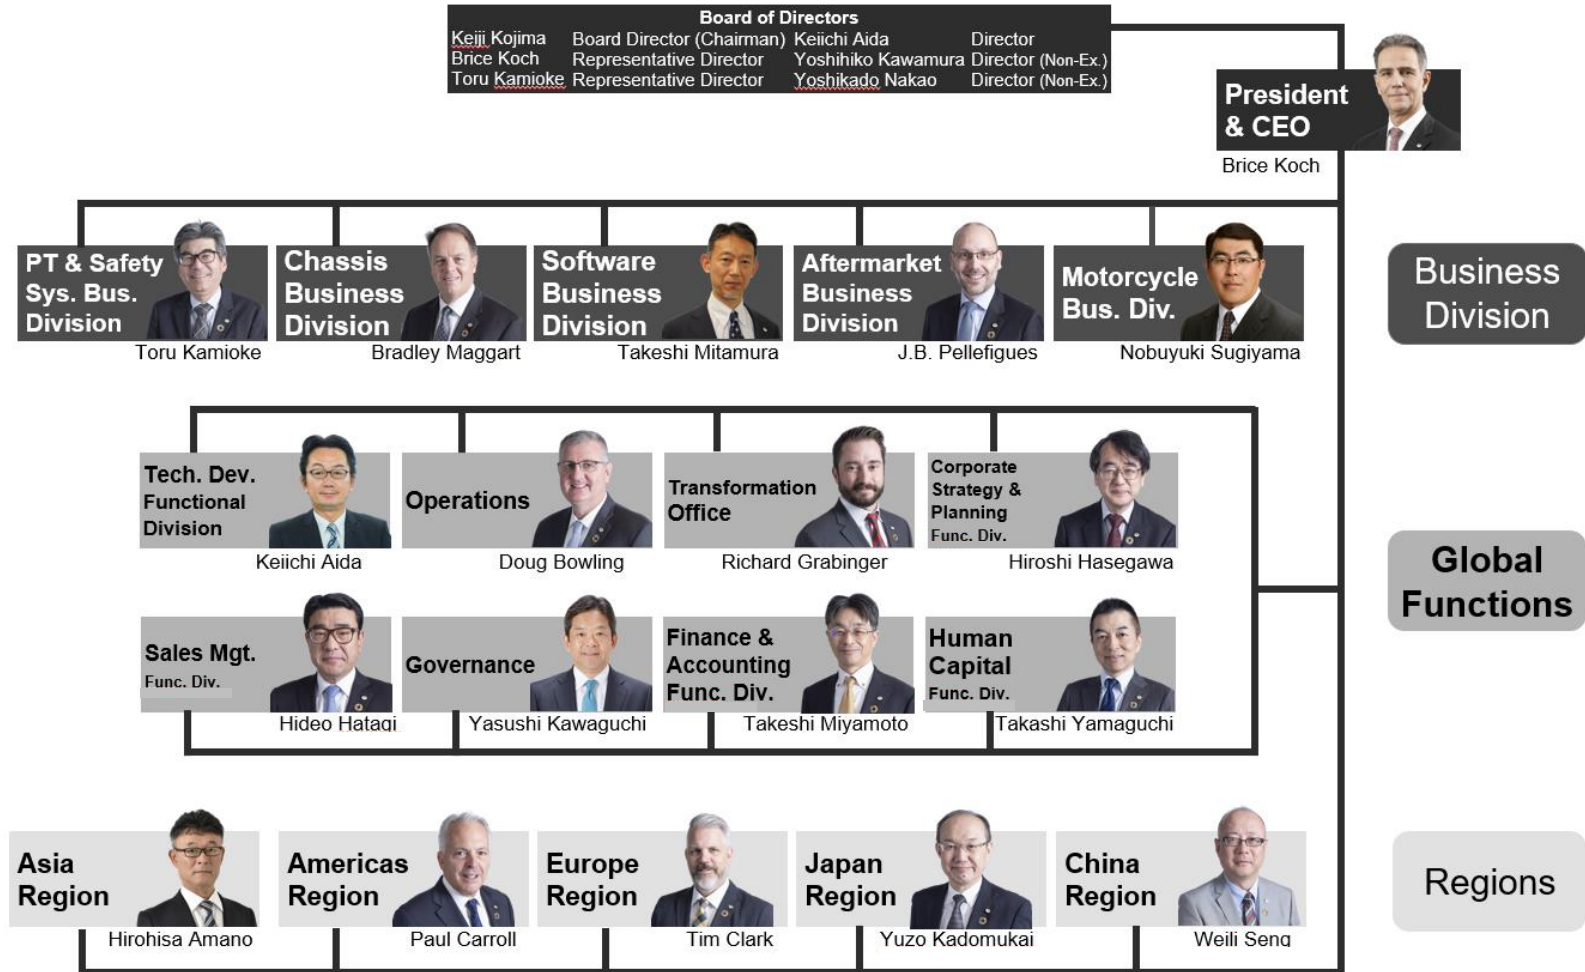 Board of Directors
Keiji Kojima Board Director (Chairman) Keiichi Aida Director
Brice Koch Representative Director Yoshihiko Kawamura Director (Non-Ex.)
Toru Kamioke Representative Director Yoshikado Nakao Director (Non-Ex.)
President
& CEO
Brice Koch
PT & Safety
Sys. Bus.
Division
Toru Kamioke
Chassis
Business
Division
Bradley Maggart
Software
Business
Division
Takeshi Mitamura
Aftermarket
Business
Division
J.B. Pellefigues
Motorcycle
Bus. Div.
Nobuyuki Sugiyama
Business
Division
Tech. Dev.
Functional
Division
Keiichi Aida
Operations
Doug Bowling
Transformation
Office
Richard Grabinger
Corporate
Strategy &
Planning
Func. Div.
Hiroshi Hasegawa
Global
Functions
Sales Mgt.
Func. Div.
Hideo Hatagi
Governance
Yasushi Kawaguchi
Finance &
Accounting
Func. Div.
Takeshi Miyamoto
Human
Capital
Func. Div.
Takashi Yamaguchi
Asia
Region
Hirohisa Amano
Americas
Region
Paul Carroll
Europe
Region
Tim Clark
Japan
Region
Yuzo Kadomukai
China
Region
Weili Seng
Regions